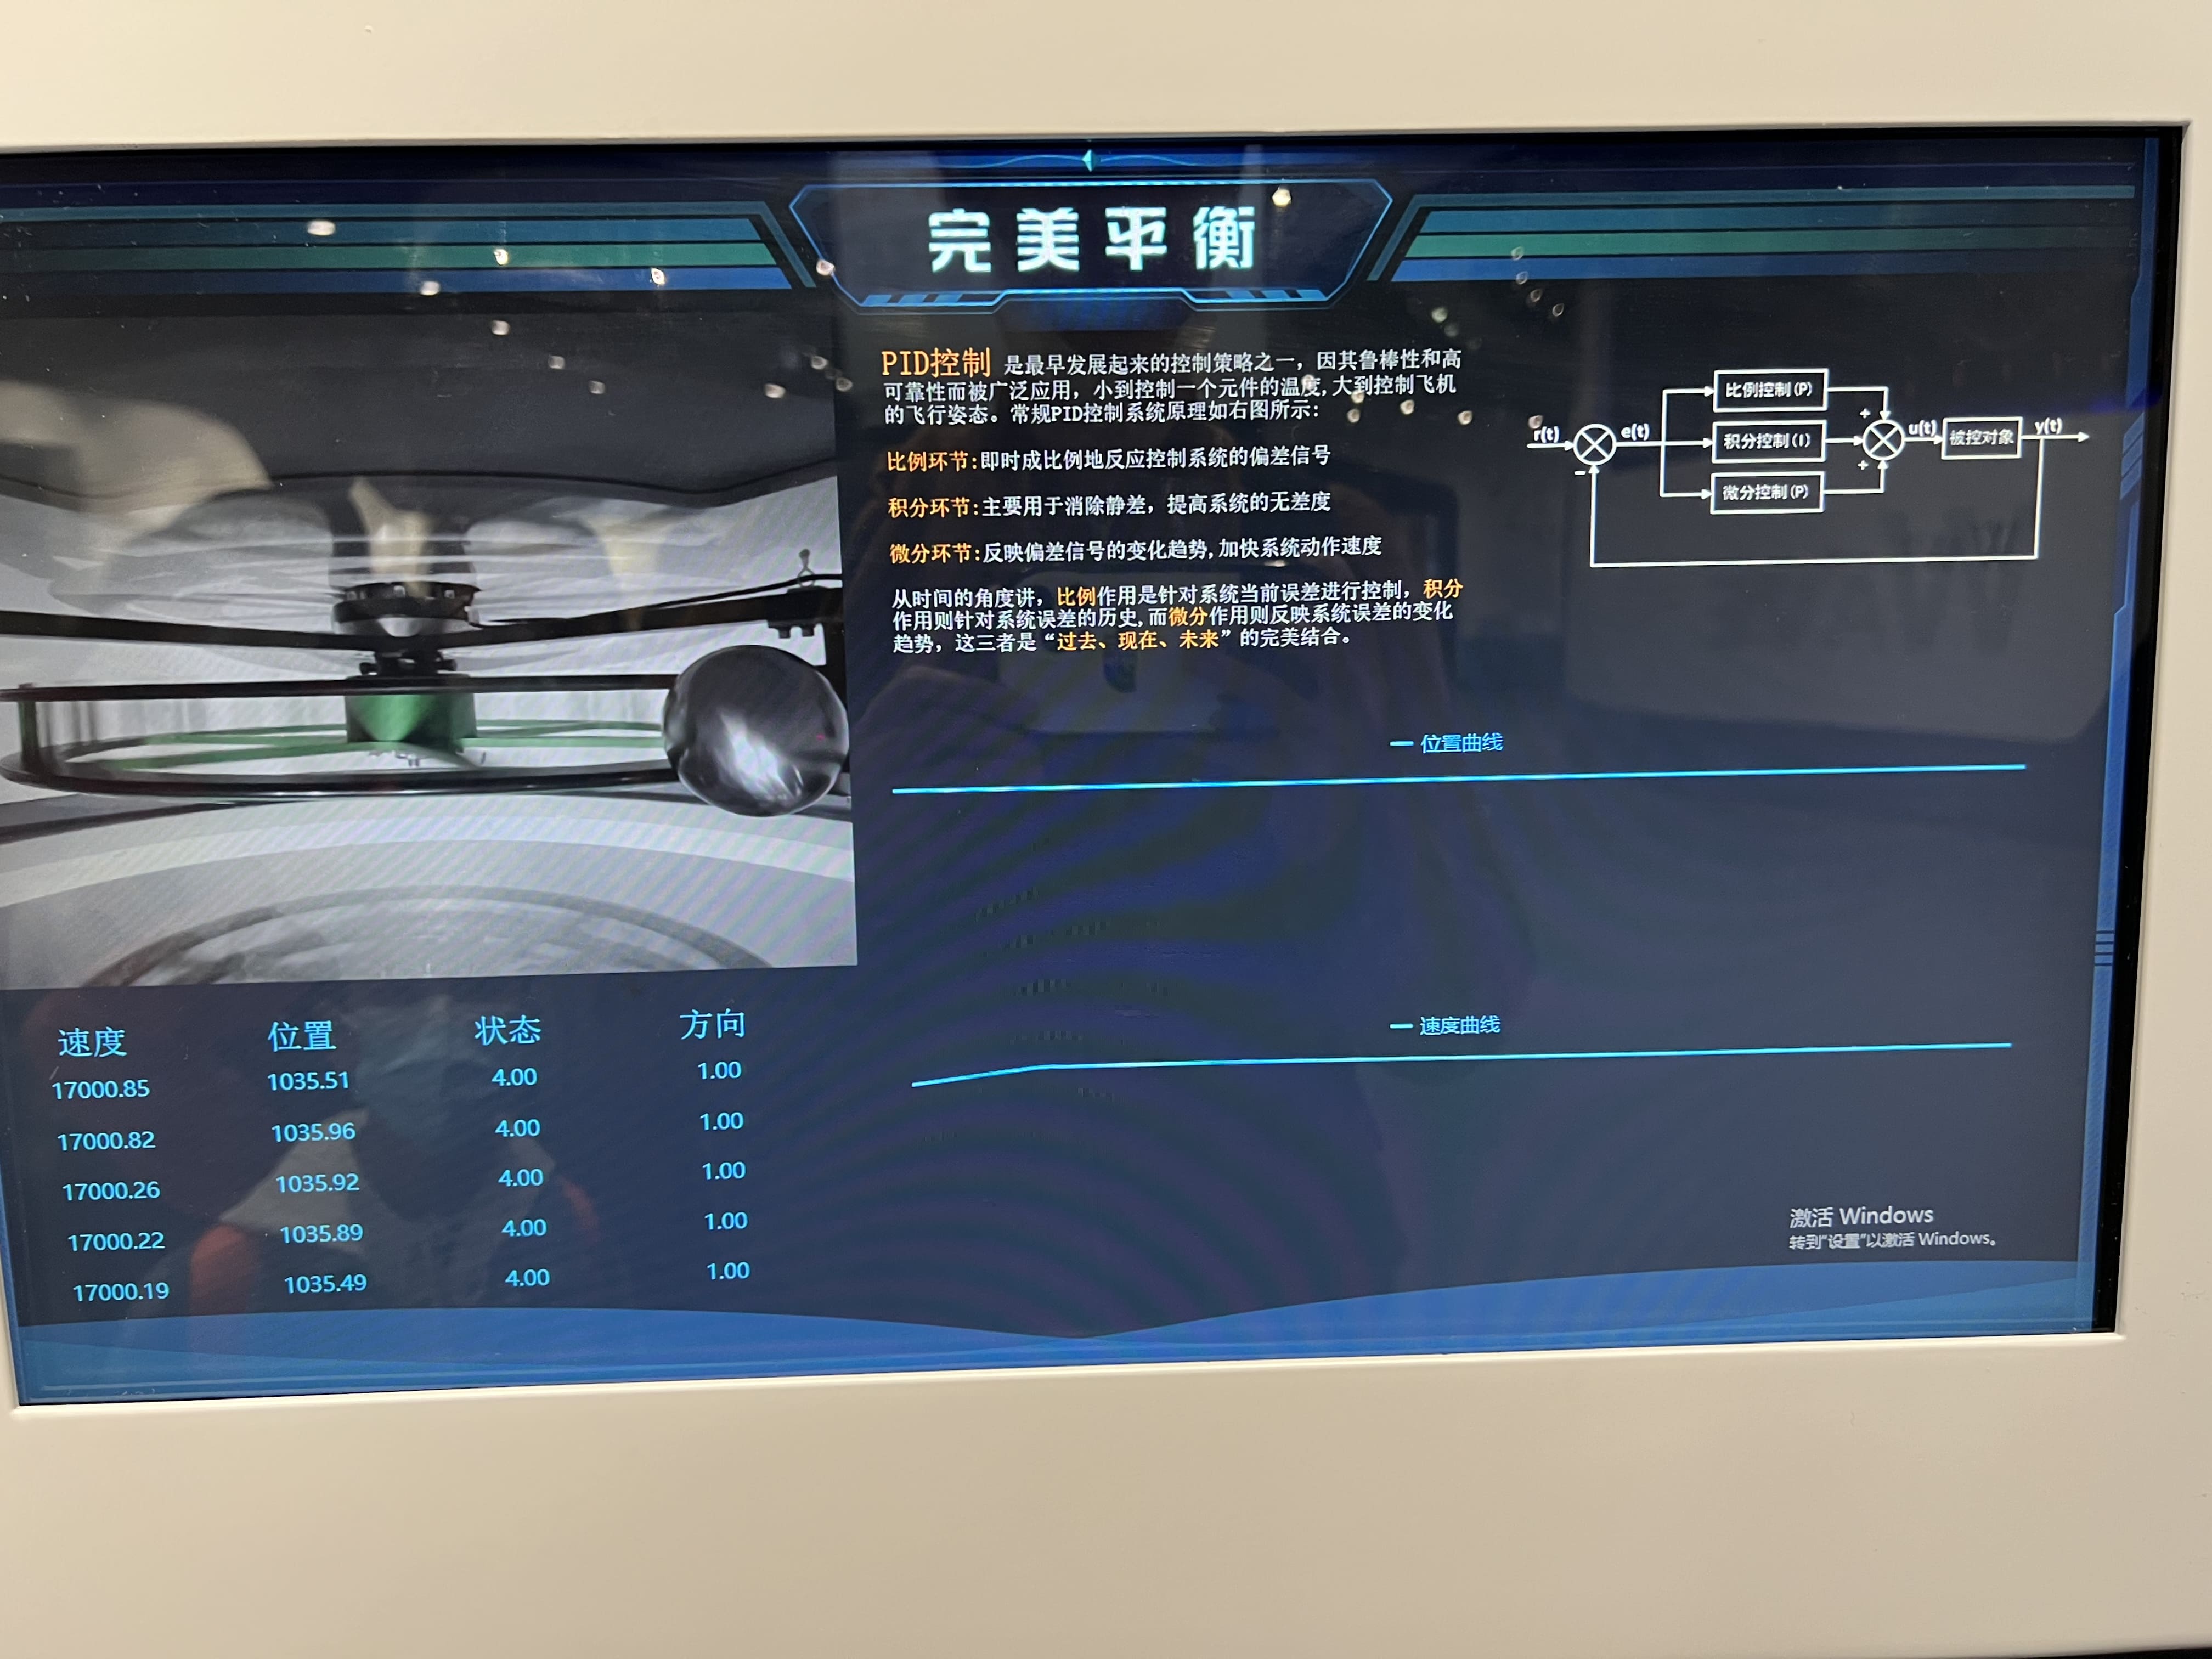 完美平衡
PID控制 是最早发展起来的控制策略之一，因其鲁棒性和高
可靠性而被广泛应用，小到控制一个元件的温度,大到控制飞机
的飞行姿态。常规PID控制系统原理如右图所示：
比例环节:即时成比例地反应控制系统的偏差信号
积分环节:主要用于消除静差，提高系统的无差度
微分环节:反映偏差信号的变化趋势,加快系统动作速度
从时间的角度讲，比例作用是针对系统当前误差进行控制，积分
作用则针对系统误差的历史,而微分作用则反映系统误差的变化
趋势，这三者是“过去、现在、未来”的完美结合。
比例控制(P)
r(t) e(t) 积分控制(I) u(t) 被控对象 y(t)
微分控制(P)
+
-
+
位置曲线
速度曲线
速度 位置 状态 方向
17000.85 1035.51 4.00 1.00
17000.82 1035.96 4.00 1.00
17000.26 1035.92 4.00 1.00
17000.22 1035.89 4.00 1.00
17000.19 1035.49 4.00 1.00
激活 Windows
转到“设置”以激活 Windows。